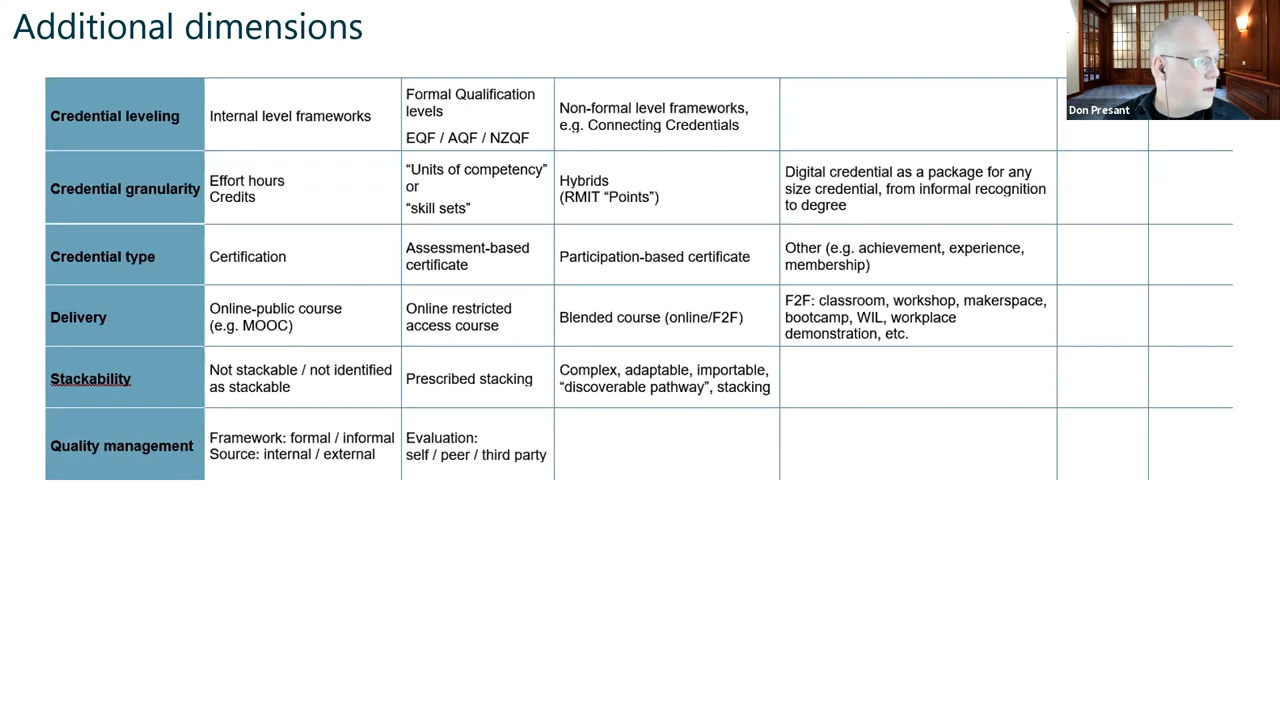 Additional dimensions
Don Presant
Credential leveling
Internal level frameworks
Formal Qualification
levels
EQF / AQF / NZQF
Non-formal level frameworks,
e.g. Connecting Credentials
Credential granularity
Effort hours
Credits
“Units of competency”
or
“skill sets”
Hybrids
(RMIT “Points”)
Digital credential as a package for any
size credential, from informal recognition
to degree
Credential type
Certification
Assessment-based
certificate
Participation-based certificate
Other (e.g. achievement, experience,
membership)
Delivery
Online-public course
(e.g. MOOC)
Online restricted
access course
Blended course (online/F2F)
F2F: classroom, workshop, makerspace,
bootcamp, WIL, workplace
demonstration, etc.
Stackability
Not stackable / not identified
as stackable
Prescribed stacking
Complex, adaptable, importable,
“discoverable pathway”, stacking
Quality management
Framework: formal / informal
Source: internal / external
Evaluation:
self / peer / third party